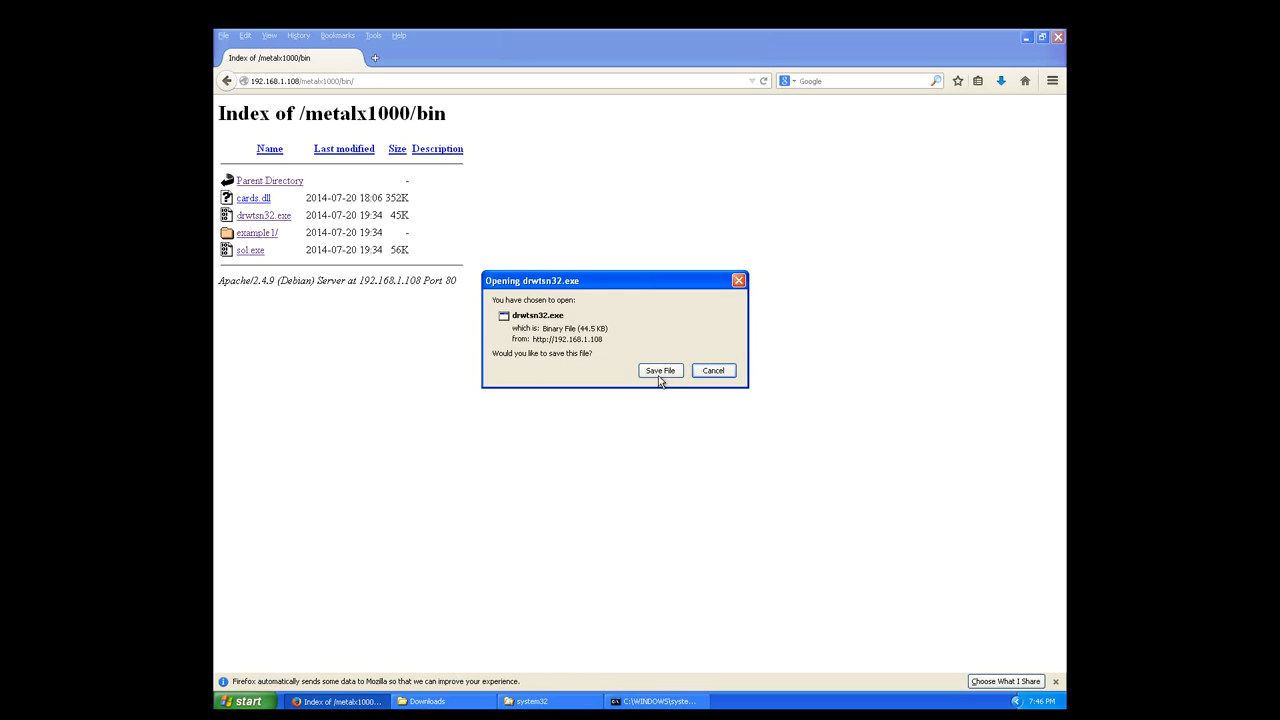 File Edit View History Bookmarks Tools Help
Index of /metalx1000/bin
192.168.1.108/metalx1000/bin/
Google
Index of /metalx1000/bin
Name Last modified Size Description
Parent Directory -
cards.dll 2014-07-20 18:06 352K
drwtsn32.exe 2014-07-20 19:34 45K
example1/ 2014-07-20 19:34 -
sol.exe 2014-07-20 19:34 56K
Apache/2.4.9 (Debian) Server at 192.168.1.108 Port 80
Opening drwtsn32.exe
You have chosen to open:
drwtsn32.exe
which is: Binary File (44.5 KB)
from: http://192.168.1.108
Would you like to save this file?
Save File Cancel
Firefox automatically sends some data to Mozilla so that we can improve your experience.
Choose What I Share
start Index of /metalx1000... Downloads system32 C:\WINDOWS\syste... 7:46 PM